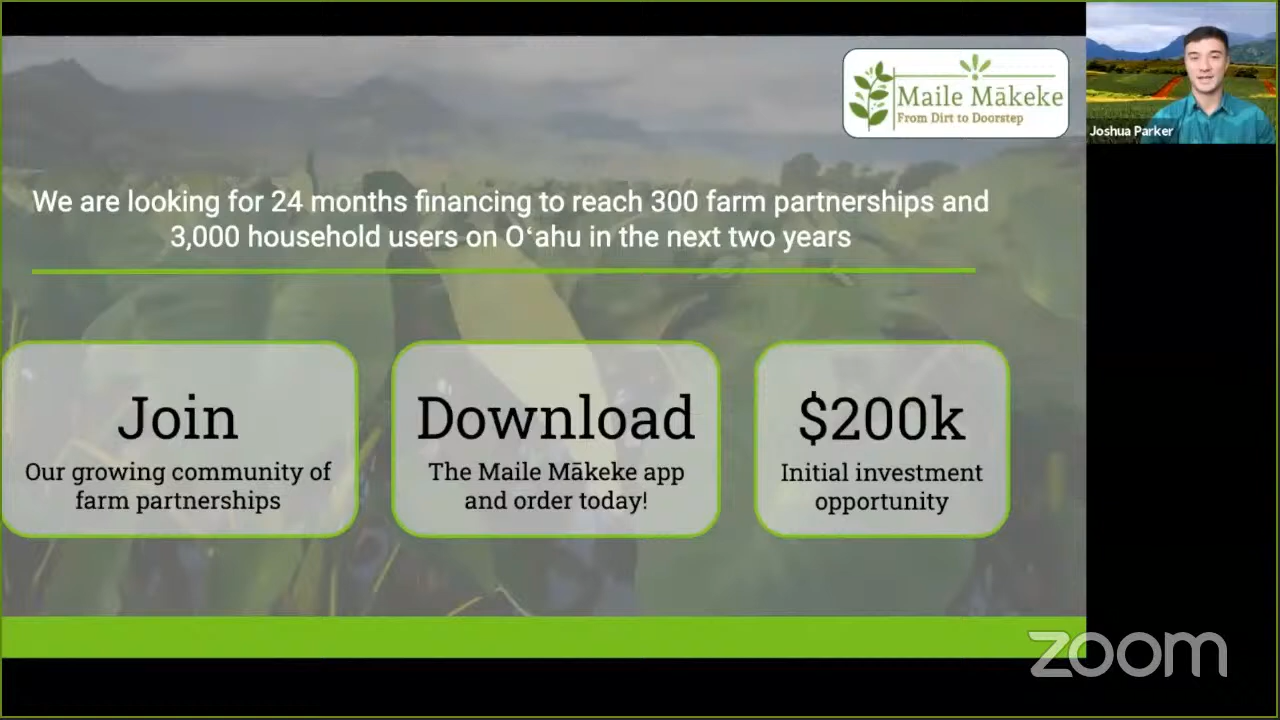 Maile Mākeke
From Dirt to Doorstep
Joshua Parker
We are looking for 24 months financing to reach 300 farm partnerships and
3,000 household users on Oʻahu in the next two years
Join
Our growing community of
farm partnerships
Download
The Maile Mākeke app
and order today!
$200k
Initial investment
opportunity
zoom